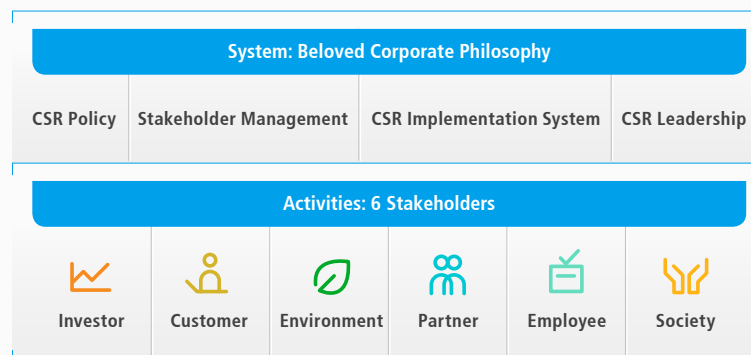 System: Beloved Corporate Philosophy
CSR Policy
Stakeholder Management
CSR Implementation System
CSR Leadership
Activities: 6 Stakeholders
Investor
Customer
Environment
Partner
Employee
Society